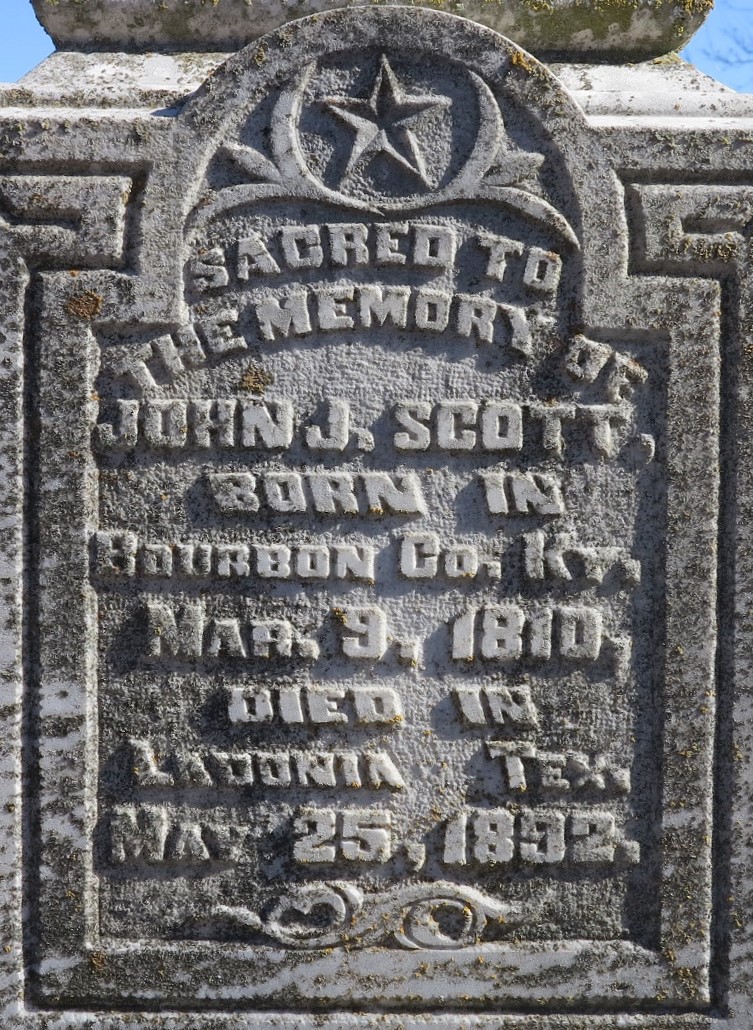 SACRED TO
THE MEMORY OF
JOHN J. SCOTT,
BORN IN
BOURBON CO., KY.,
MAR. 9, 1810,
DIED IN
LADONIA TEX.
MAY 25, 1892.